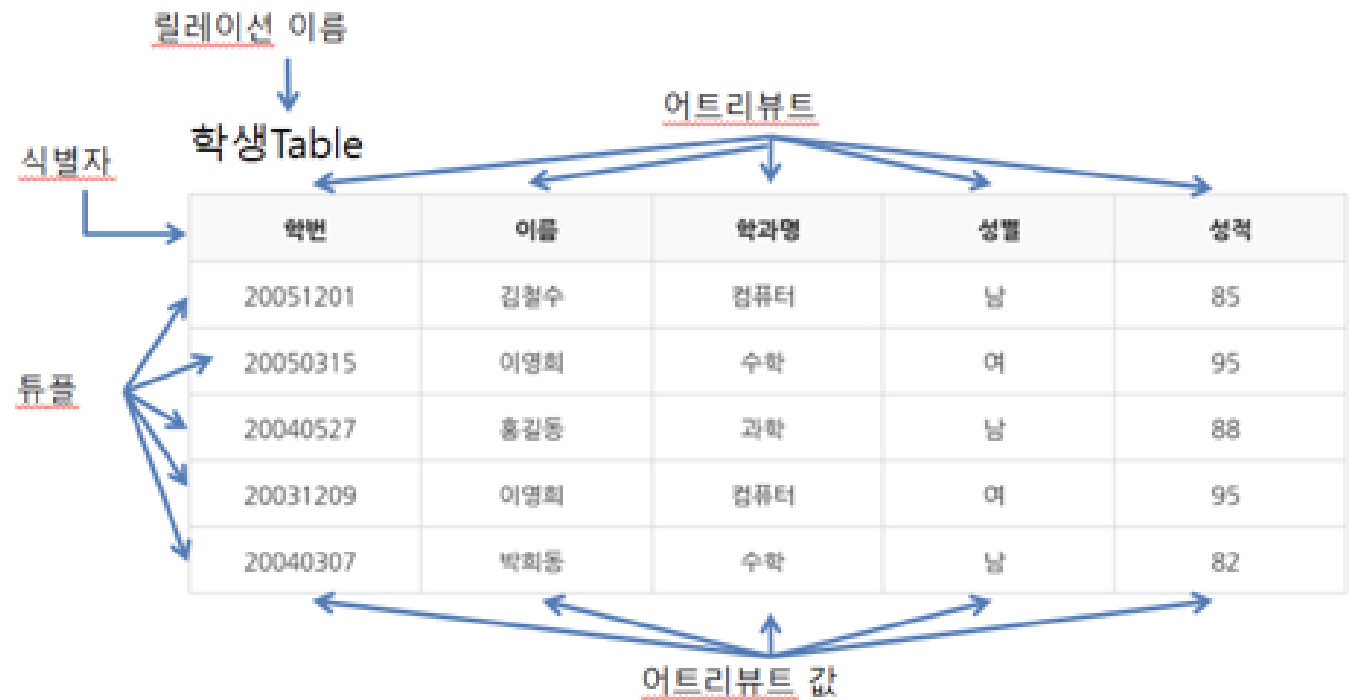 릴레이션 이름
어트리뷰트
학생Table
식별자
학번 이름 학과명 성별 성적
20051201 김철수 컴퓨터 남 85
20050315 이영희 수학 여 95
튜플
20040527 홍길동 과학 남 88
20031209 이영희 컴퓨터 여 95
20040307 박희동 수학 남 82
어트리뷰트 값